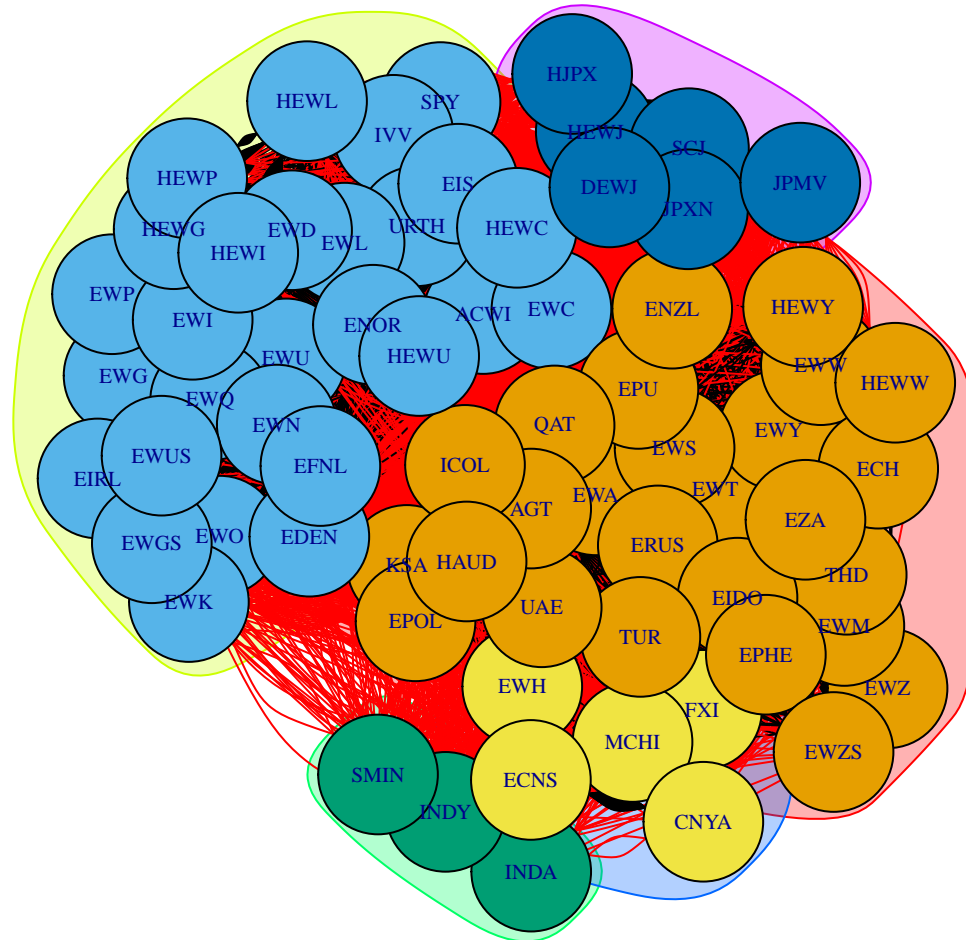 HJPX
HEWL
SPY
IVV
HEWJ
SCJ
HEWP
EIS
DEWJ
JPXN
JPMV
HEWG
EWD
URTH
HEWC
HEWI
EWL
EWP
EWI
ENOR
ACWI
EWC
ENZL
HEWY
HEWU
EWU
EWG
EWQ
EPU
EWW
HEWW
EWN
QAT
EWY
EWUS
EFNL
ICOL
EWS
ECH
EIRL
EWA
EWT
AGT
EZA
EWGS
EWO
EDEN
ERUS
KSA
HAUD
THD
EWK
EPOL
UAE
EIDO
EWM
TUR
EPHE
EWH
EWZ
FXI
MCHI
EWZS
SMIN
ECNS
INDY
CNYA
INDA